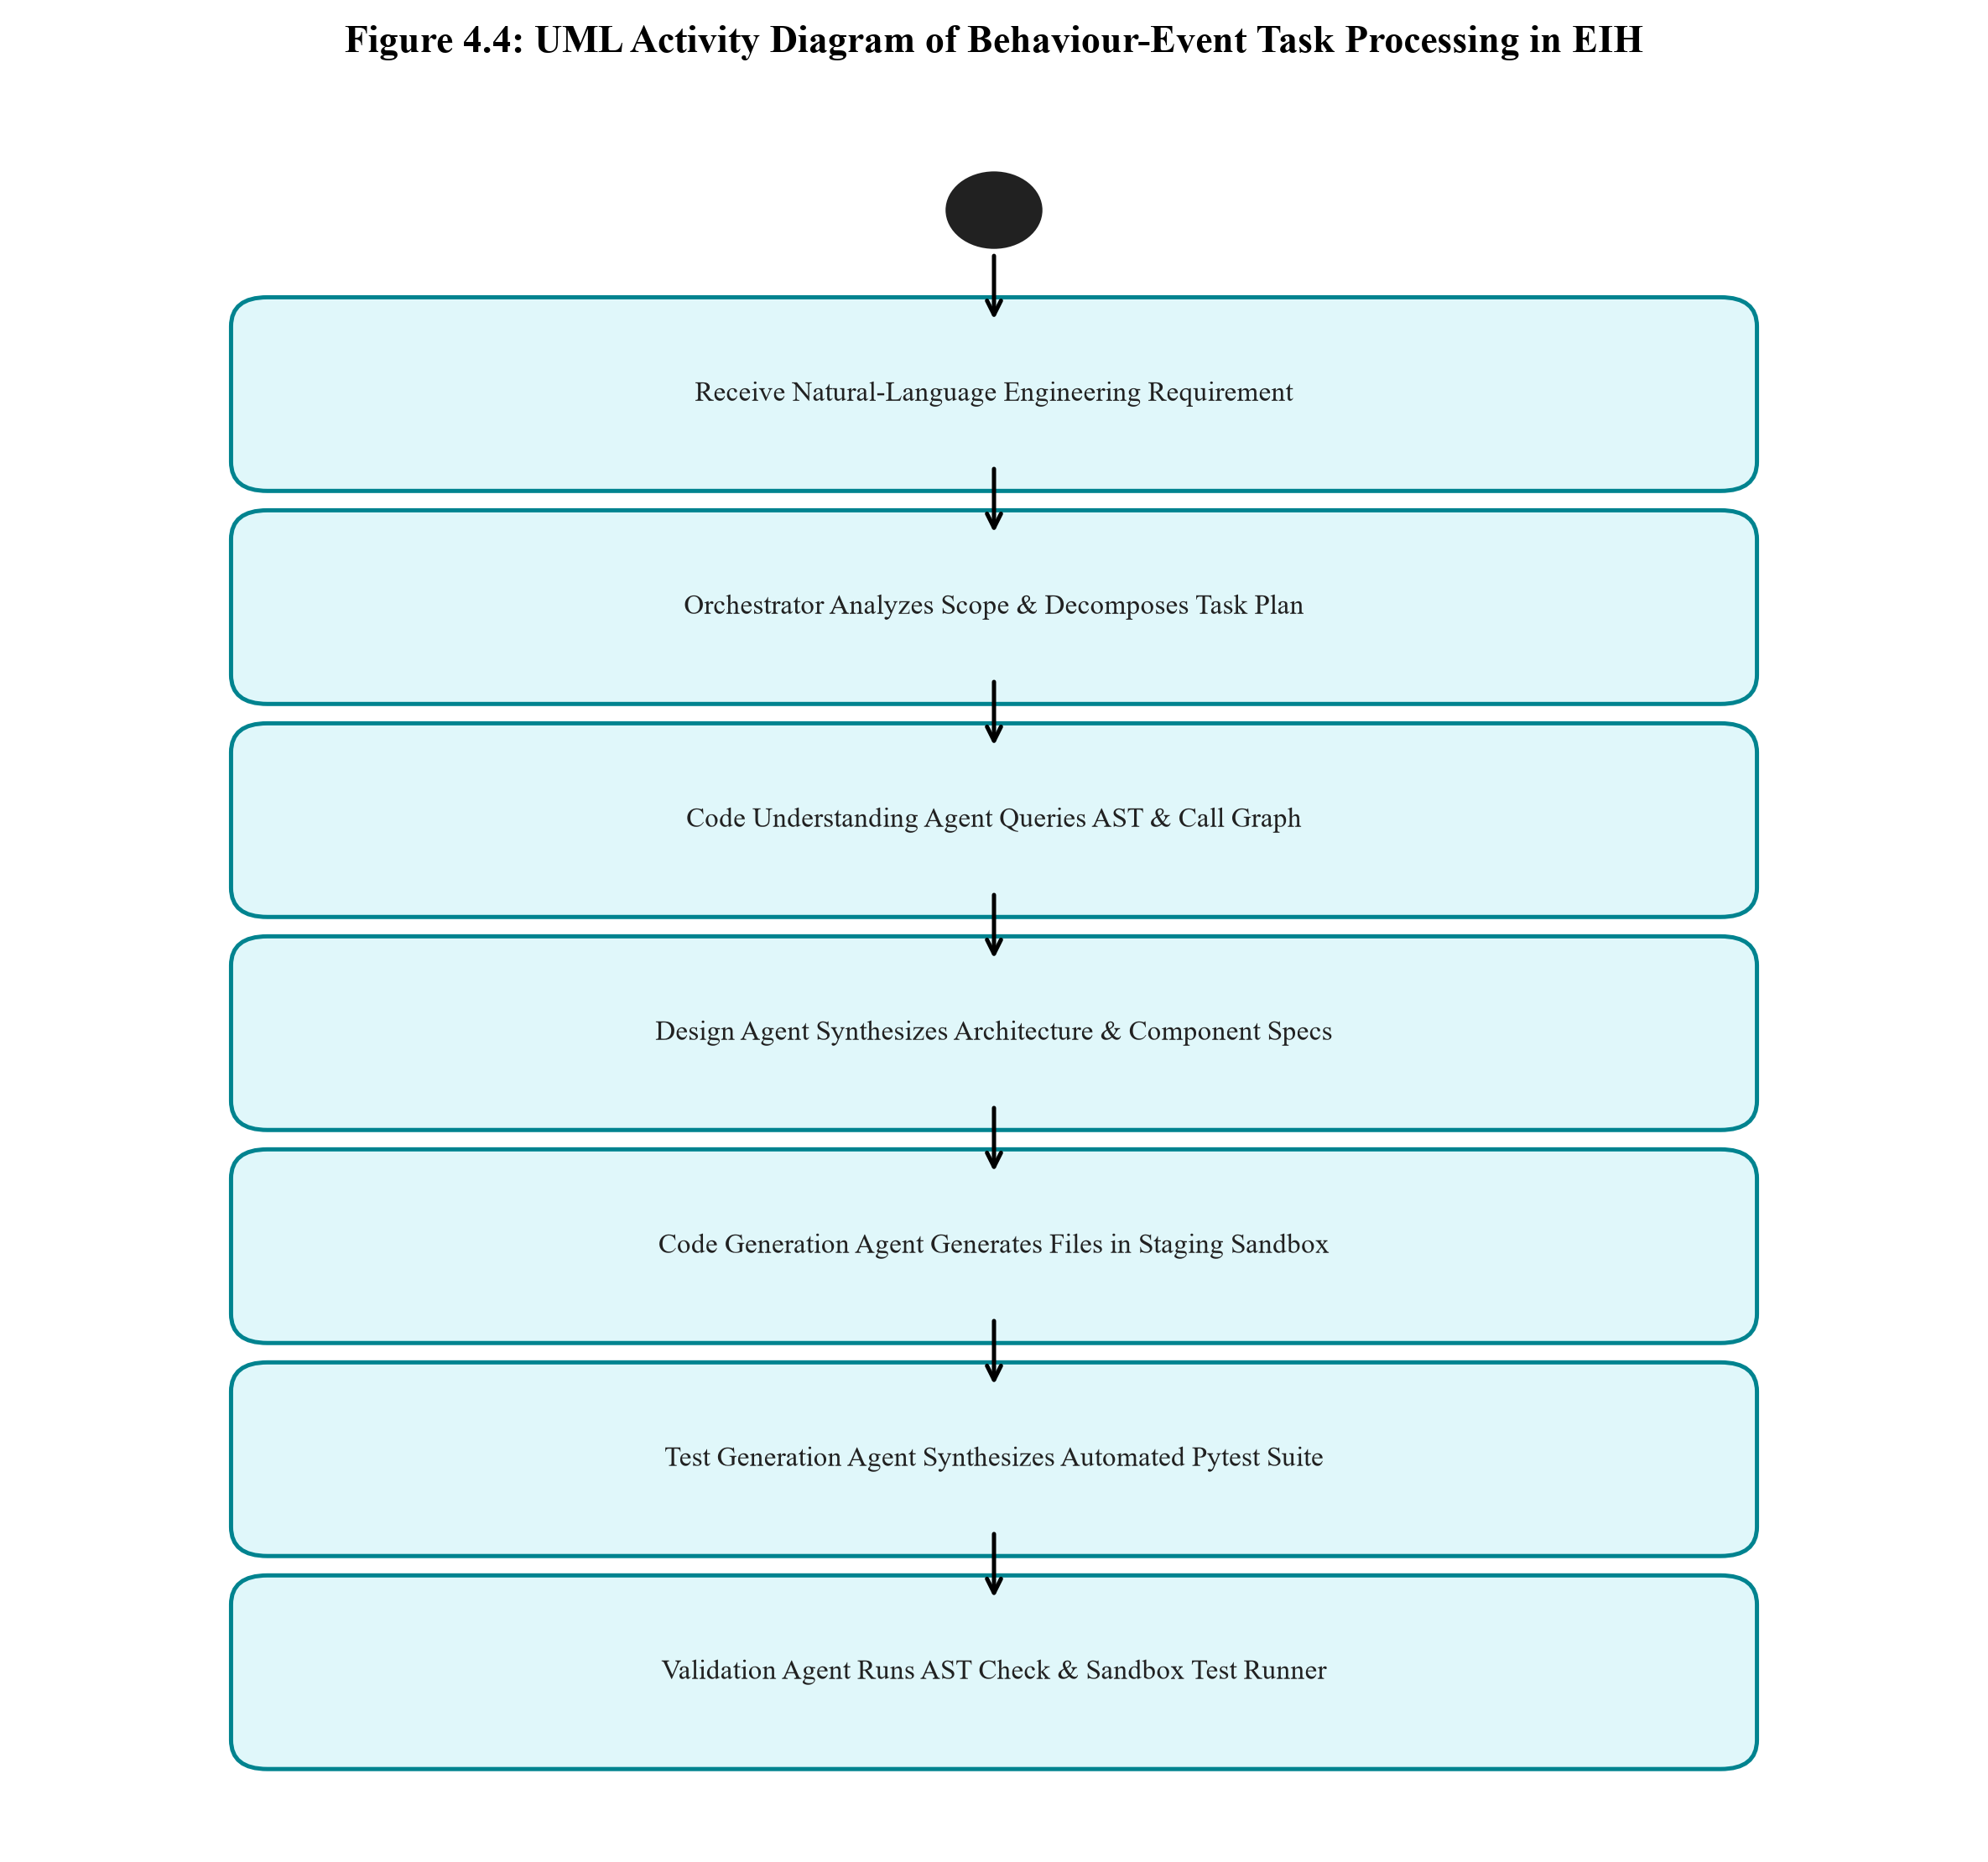 Figure 4.4: UML Activity Diagram of Behaviour-Event Task Processing in EIH
Receive Natural-Language Engineering Requirement
Orchestrator Analyzes Scope & Decomposes Task Plan
Code Understanding Agent Queries AST & Call Graph
Design Agent Synthesizes Architecture & Component Specs
Code Generation Agent Generates Files in Staging Sandbox
Test Generation Agent Synthesizes Automated Pytest Suite
Validation Agent Runs AST Check & Sandbox Test Runner